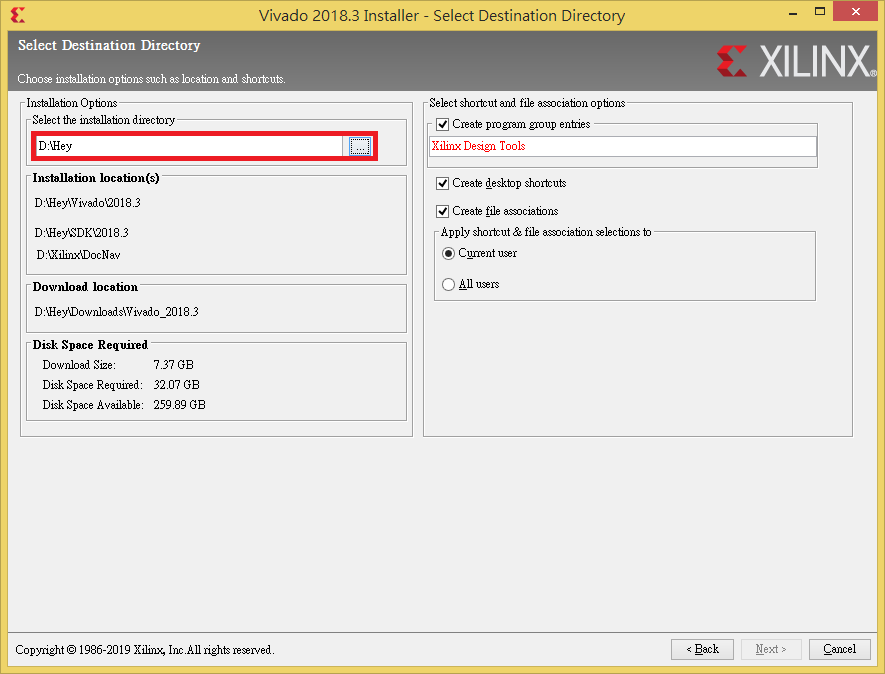 Vivado 2018.3 Installer - Select Destination Directory
Select Destination Directory
Choose installation options such as location and shortcuts.
XILINX®
Installation Options
Select the installation directory
D:\Hey
...
Installation location(s)
D:\Hey\Vivado\2018.3
D:\Hey\SDK\2018.3
D:\Xilinx\DocNav
Download location
D:\Hey\Downloads\Vivado_2018.3
Disk Space Required
Download Size: 7.37 GB
Disk Space Required: 32.07 GB
Disk Space Available: 259.89 GB
Select shortcut and file association options
Create program group entries
Xilinx Design Tools
Create desktop shortcuts
Create file associations
Apply shortcut & file association selections to
Current user
All users
Copyright © 1986-2019 Xilinx, Inc.All rights reserved.
< Back
Next >
Cancel